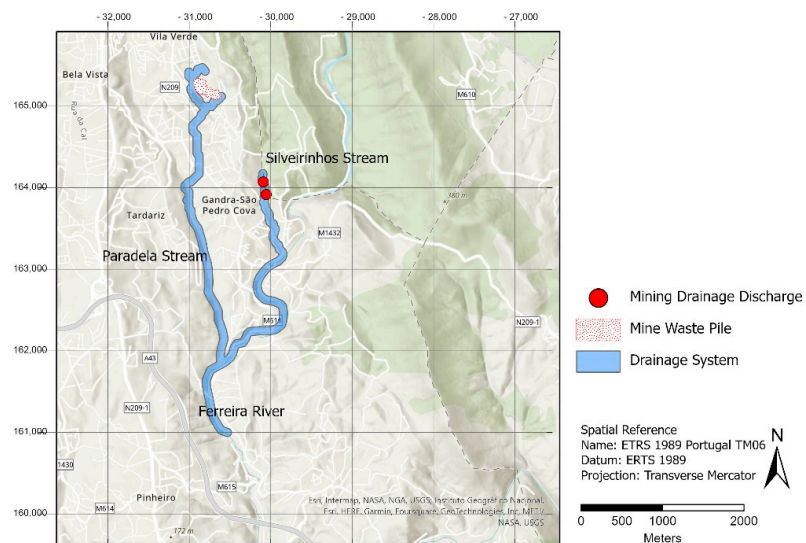 - 32,000 - 31,000 - 30,000 - 29,000 - 28,000 - 27,000
Vila Verde
Bela Vista
N209
M610
165,000
Rua da Cal
Silveirinhos Stream
164,000
Gandra-São
Pedro Cova
380 m
Tardariz
M1432
Paradela Stream
163,000
Mining Drainage Discharge
Mine Waste Pile
Drainage System
M614
N209-1
162,000
A43
Ferreira River
N209-1
161,000
1430
M615
M614
Pinheiro
172 m
160,000
Esri, Intermap, NASA, NGA, USGS; Instituto Geográfico Nacional,
Esri, HERE, Garmin, Foursquare, GeoTechnologies, Inc, METI/
NASA, USGS
Spatial Reference
Name: ETRS 1989 Portugal TM06
Datum: ERTS 1989
Projection: Transverse Mercator
N
0 500 1000 2000
Meters